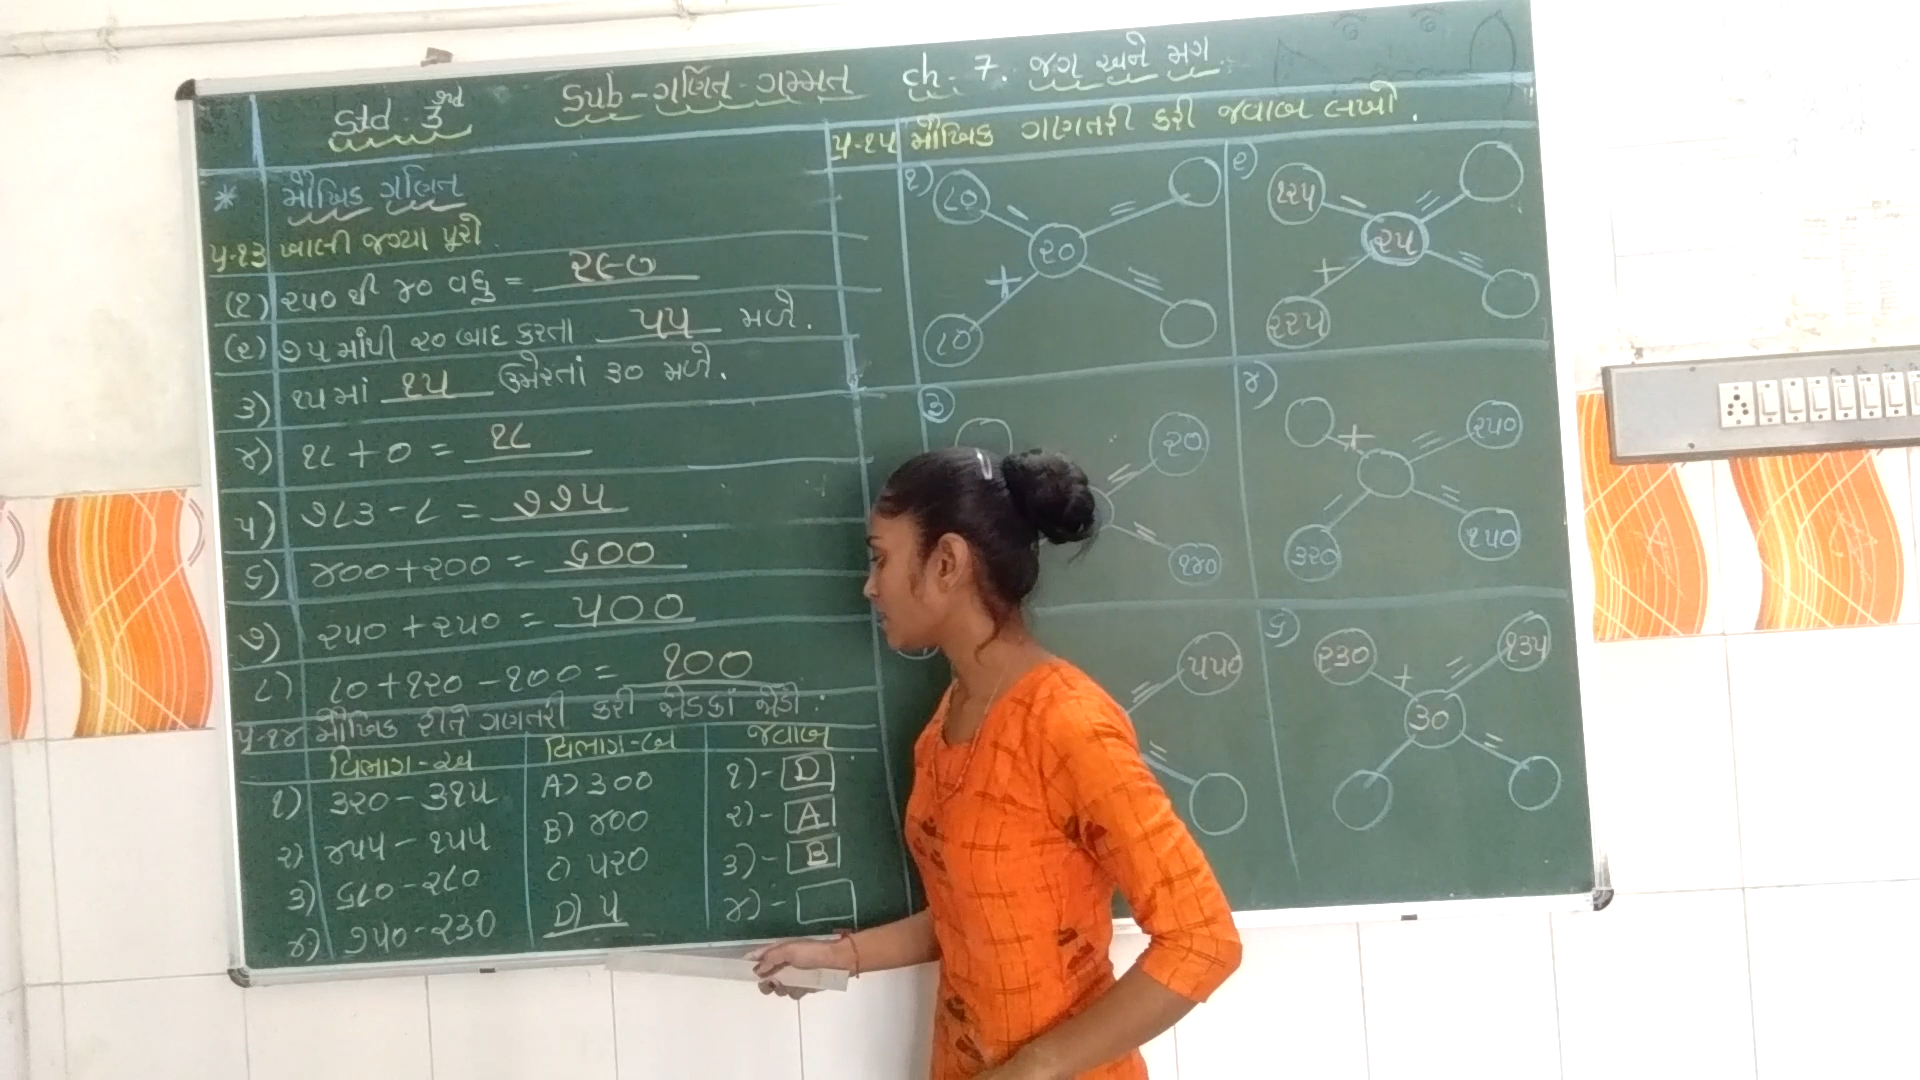 Std - 3rd Sub - ગણિત - ગમ્મત ch - 7. જગ અને મગ.
* મૌખિક ગણિત
પ્ર-૧૩ ખાલી જગ્યા પૂરો.
(૧) ૨૫૦ થી ૪૦ વધુ = ૨૯૦
(૨) ૭૫ માંથી ૨૦ બાદ કરતા ૫૫ મળે.
૩) ૧૫ માં ૧૫ ઉમેરતાં ૩૦ મળે.
૪) ૧૮ + ૦ = ૧૮
૫) ૭૮૩ - ૮ = ૭૭૫
૬) ૪૦૦ + ૨૦૦ = ૬૦૦
૭) ૨૫૦ + ૨૫૦ = ૫૦૦
૮) ૮૦ + ૧૨૦ - ૧૦૦ = ૧૦૦
પ્ર-૧૪ મૌખિક રીતે ગણતરી કરી જોડકાં જોડો.
વિભાગ-અ વિભાગ-બ જવાબ
૧) ૩૨૦ - ૩૧૫ A) ૩૦૦ ૧) - D
૨) ૪૫૫ - ૧૫૫ B) ૪૦૦ ૨) - A
૩) ૬૮૦ - ૨૮૦ C) ૫૨૦ ૩) - B
૪) ૭૫૦ - ૨૩૦ D) ૫ ૪) -
પ્ર-૧૫ મૌખિક ગણતરી કરી જવાબ લખો.
૧) ૮૦ - =
૨૦
+ =
૮૦
૨) ૧૨૫ - =
૨૫
+ =
૨૨૫
૩
= ૨૦
= ૧૪૦
૪) + = ૨૫૦
- =
૩૨૦ ૧૫૦
= ૫૫૦
=
૬) ૨૩૦ + = ૧૩૫
૩૦
=